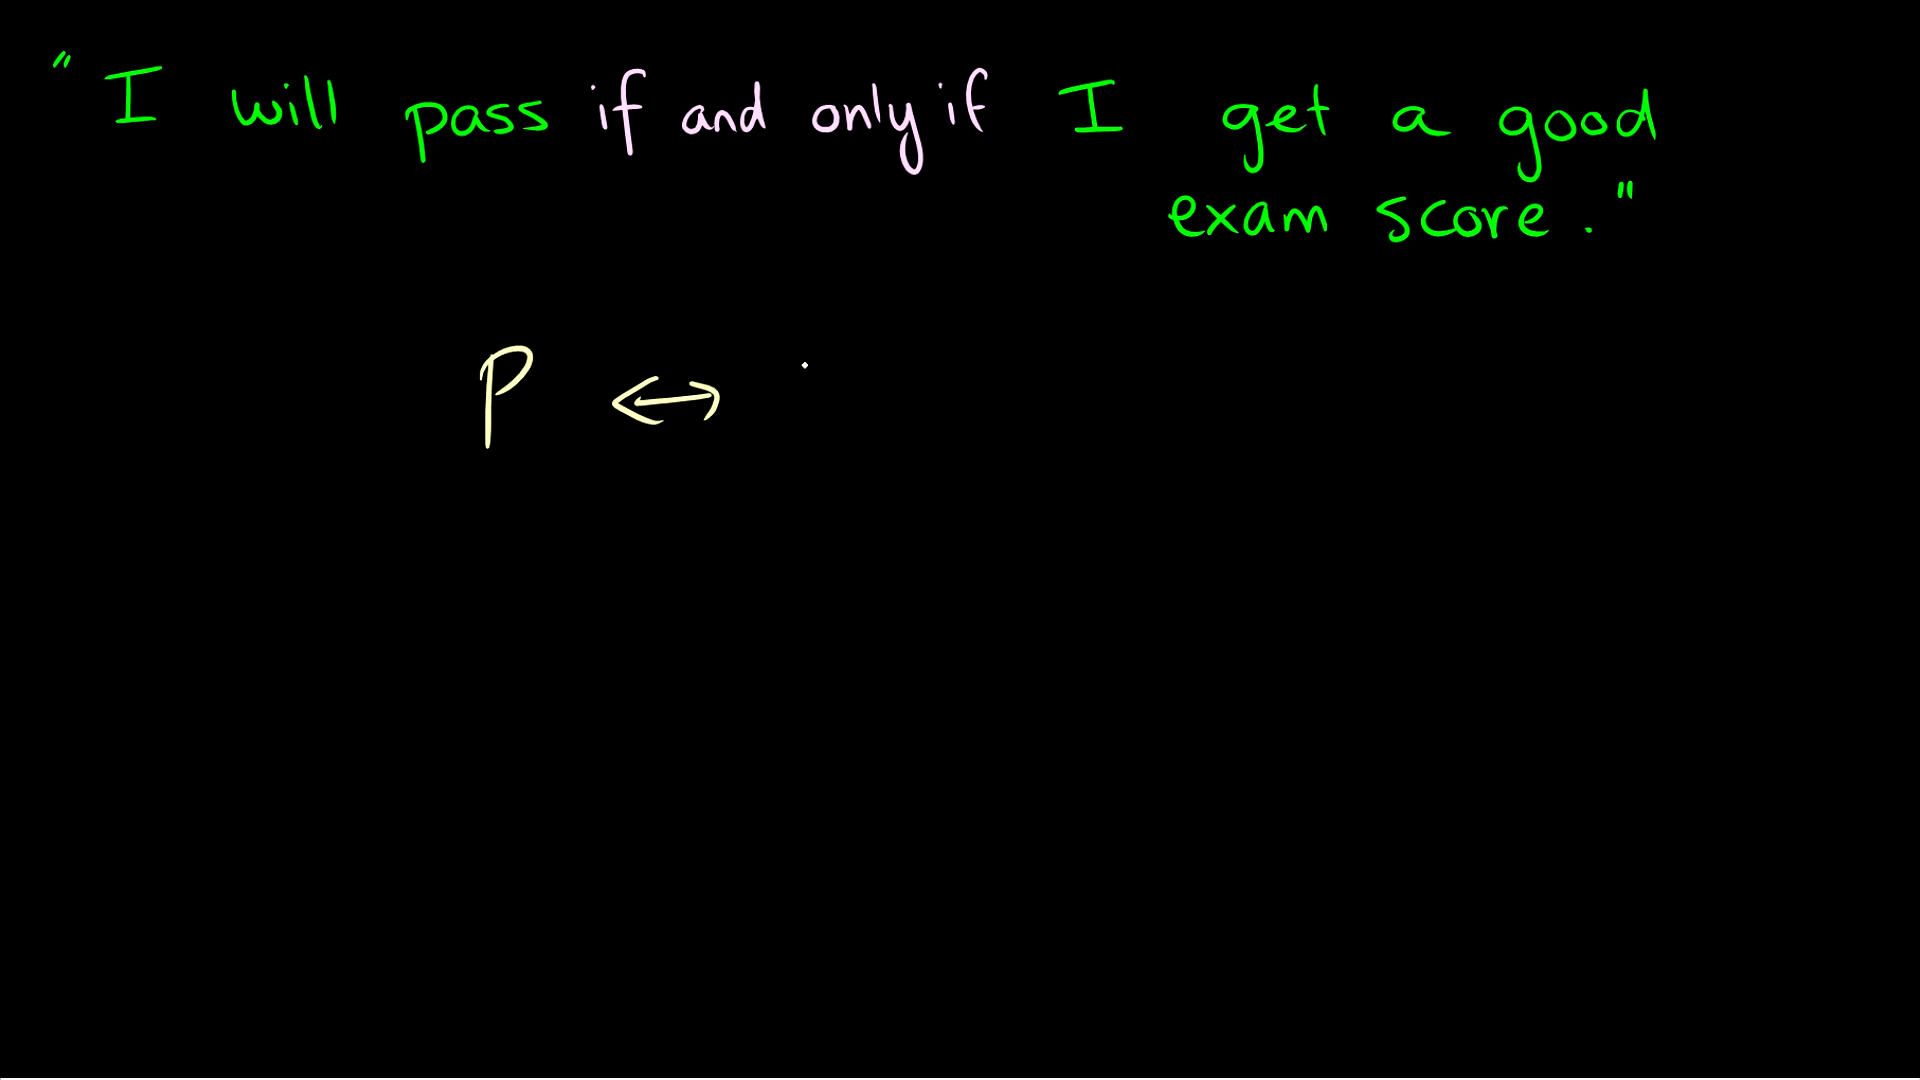 "I will pass if and only if I get a good
exam score."
P ↔